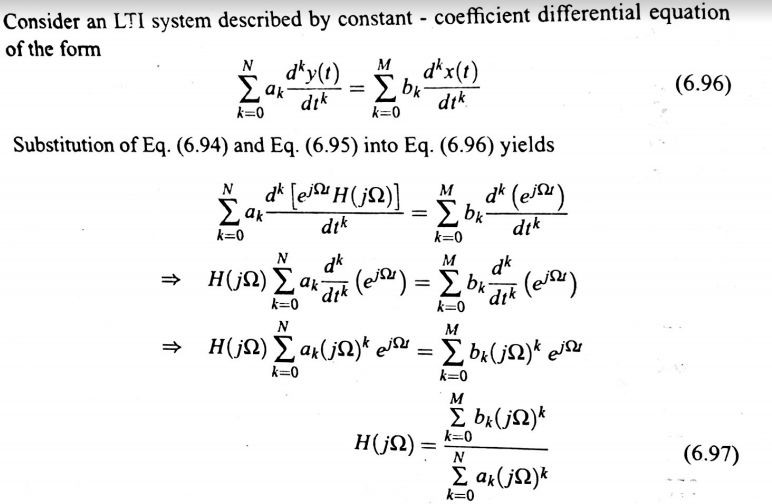 Consider an LTI system described by constant - coefficient differential equation
of the form
$$\sum_{k=0}^{N} a_k \frac{d^k y(t)}{dt^k} = \sum_{k=0}^{M} b_k \frac{d^k x(t)}{dt^k} \quad (6.96)$$
Substitution of Eq. (6.94) and Eq. (6.95) into Eq. (6.96) yields
$$\sum_{k=0}^{N} a_k \frac{d^k \left[e^{j\Omega t} H(j\Omega)\right]}{dt^k} = \sum_{k=0}^{M} b_k \frac{d^k \left(e^{j\Omega t}\right)}{dt^k}$$
$$\Rightarrow H(j\Omega) \sum_{k=0}^{N} a_k \frac{d^k}{dt^k} \left(e^{j\Omega t}\right) = \sum_{k=0}^{M} b_k \frac{d^k}{dt^k} \left(e^{j\Omega t}\right)$$
$$\Rightarrow H(j\Omega) \sum_{k=0}^{N} a_k (j\Omega)^k e^{j\Omega t} = \sum_{k=0}^{M} b_k (j\Omega)^k e^{j\Omega t}$$
$$H(j\Omega) = \frac{\sum_{k=0}^{M} b_k (j\Omega)^k}{\sum_{k=0}^{N} a_k (j\Omega)^k} \quad (6.97)$$